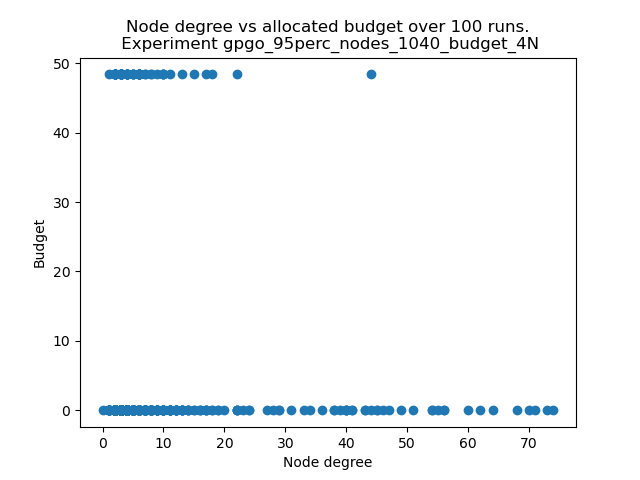 Node degree vs allocated budget over 100 runs.
Experiment gpgo_95perc_nodes_1040_budget_4N
50
40
30
20
10
0
Budget
0 10 20 30 40 50 60 70
Node degree